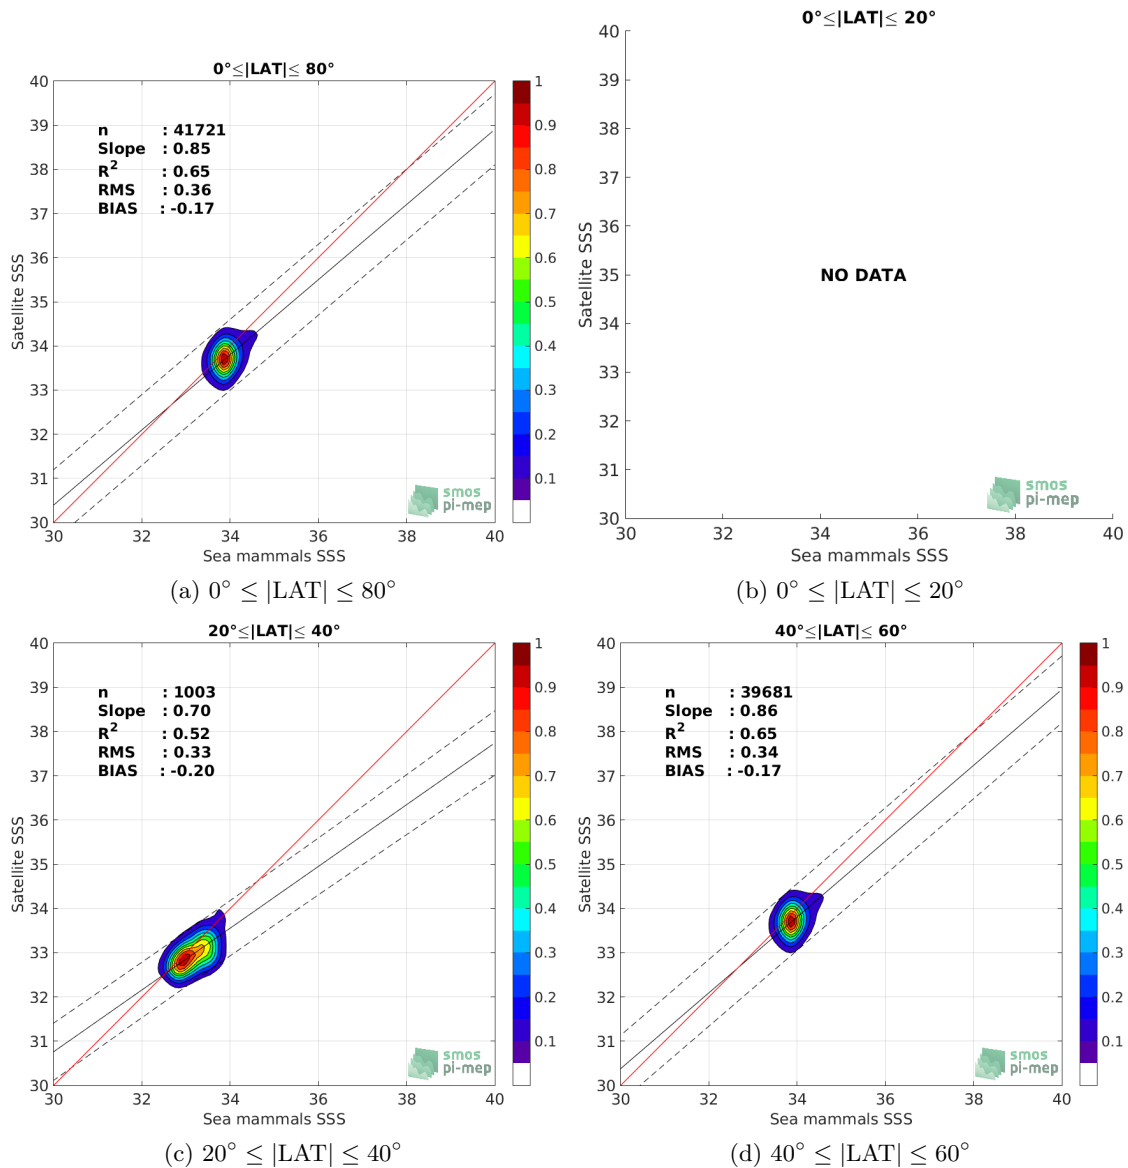 0°≤|LAT|≤ 80°
40
39
38
37
36
35
34
33
32
31
30
Satellite SSS
n : 41721
Slope : 0.85
R² : 0.65
RMS : 0.36
BIAS : -0.17
smos
pi-mep
30 32 34 36 38 40
Sea mammals SSS
1
0.9
0.8
0.7
0.6
0.5
0.4
0.3
0.2
0.1
(a) 0° ≤ |LAT| ≤ 80°
0°≤|LAT|≤ 20°
40
39
38
37
36
35
34
33
32
31
30
Satellite SSS
NO DATA
smos
pi-mep
30 32 34 36 38 40
Sea mammals SSS
(b) 0° ≤ |LAT| ≤ 20°
20°≤|LAT|≤ 40°
40
39
38
37
36
35
34
33
32
31
30
Satellite SSS
n : 1003
Slope : 0.70
R² : 0.52
RMS : 0.33
BIAS : -0.20
smos
pi-mep
30 32 34 36 38 40
Sea mammals SSS
1
0.9
0.8
0.7
0.6
0.5
0.4
0.3
0.2
0.1
(c) 20° ≤ |LAT| ≤ 40°
40°≤|LAT|≤ 60°
40
39
38
37
36
35
34
33
32
31
30
Satellite SSS
n : 39681
Slope : 0.86
R² : 0.65
RMS : 0.34
BIAS : -0.17
smos
pi-mep
30 32 34 36 38 40
Sea mammals SSS
1
0.9
0.8
0.7
0.6
0.5
0.4
0.3
0.2
0.1
(d) 40° ≤ |LAT| ≤ 60°